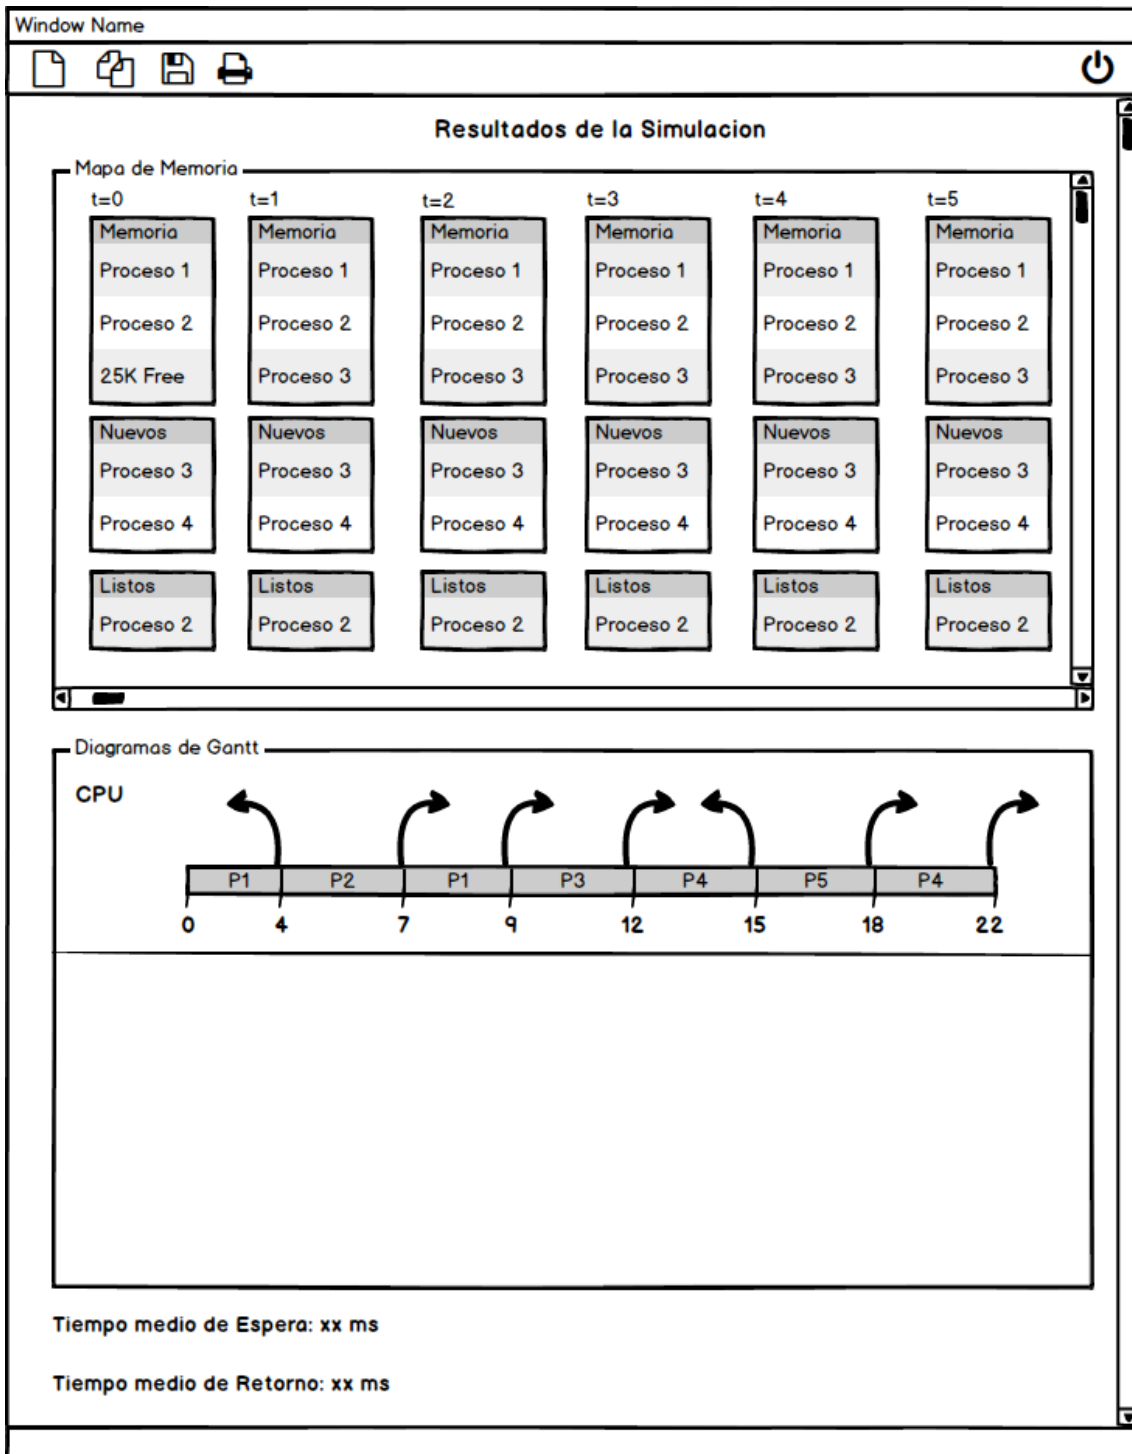 Window Name
Resultados de la Simulacion
Mapa de Memoria
t=0 t=1 t=2 t=3 t=4 t=5
Memoria Memoria Memoria Memoria Memoria Memoria
Proceso 1 Proceso 1 Proceso 1 Proceso 1 Proceso 1 Proceso 1
Proceso 2 Proceso 2 Proceso 2 Proceso 2 Proceso 2 Proceso 2
25K Free Proceso 3 Proceso 3 Proceso 3 Proceso 3 Proceso 3
Nuevos Nuevos Nuevos Nuevos Nuevos Nuevos
Proceso 3 Proceso 3 Proceso 3 Proceso 3 Proceso 3 Proceso 3
Proceso 4 Proceso 4 Proceso 4 Proceso 4 Proceso 4 Proceso 4
Listos Listos Listos Listos Listos Listos
Proceso 2 Proceso 2 Proceso 2 Proceso 2 Proceso 2 Proceso 2
Diagramas de Gantt
CPU
P1 P2 P1 P3 P4 P5 P4
0 4 7 9 12 15 18 22
Tiempo medio de Espera: xx ms
Tiempo medio de Retorno: xx ms